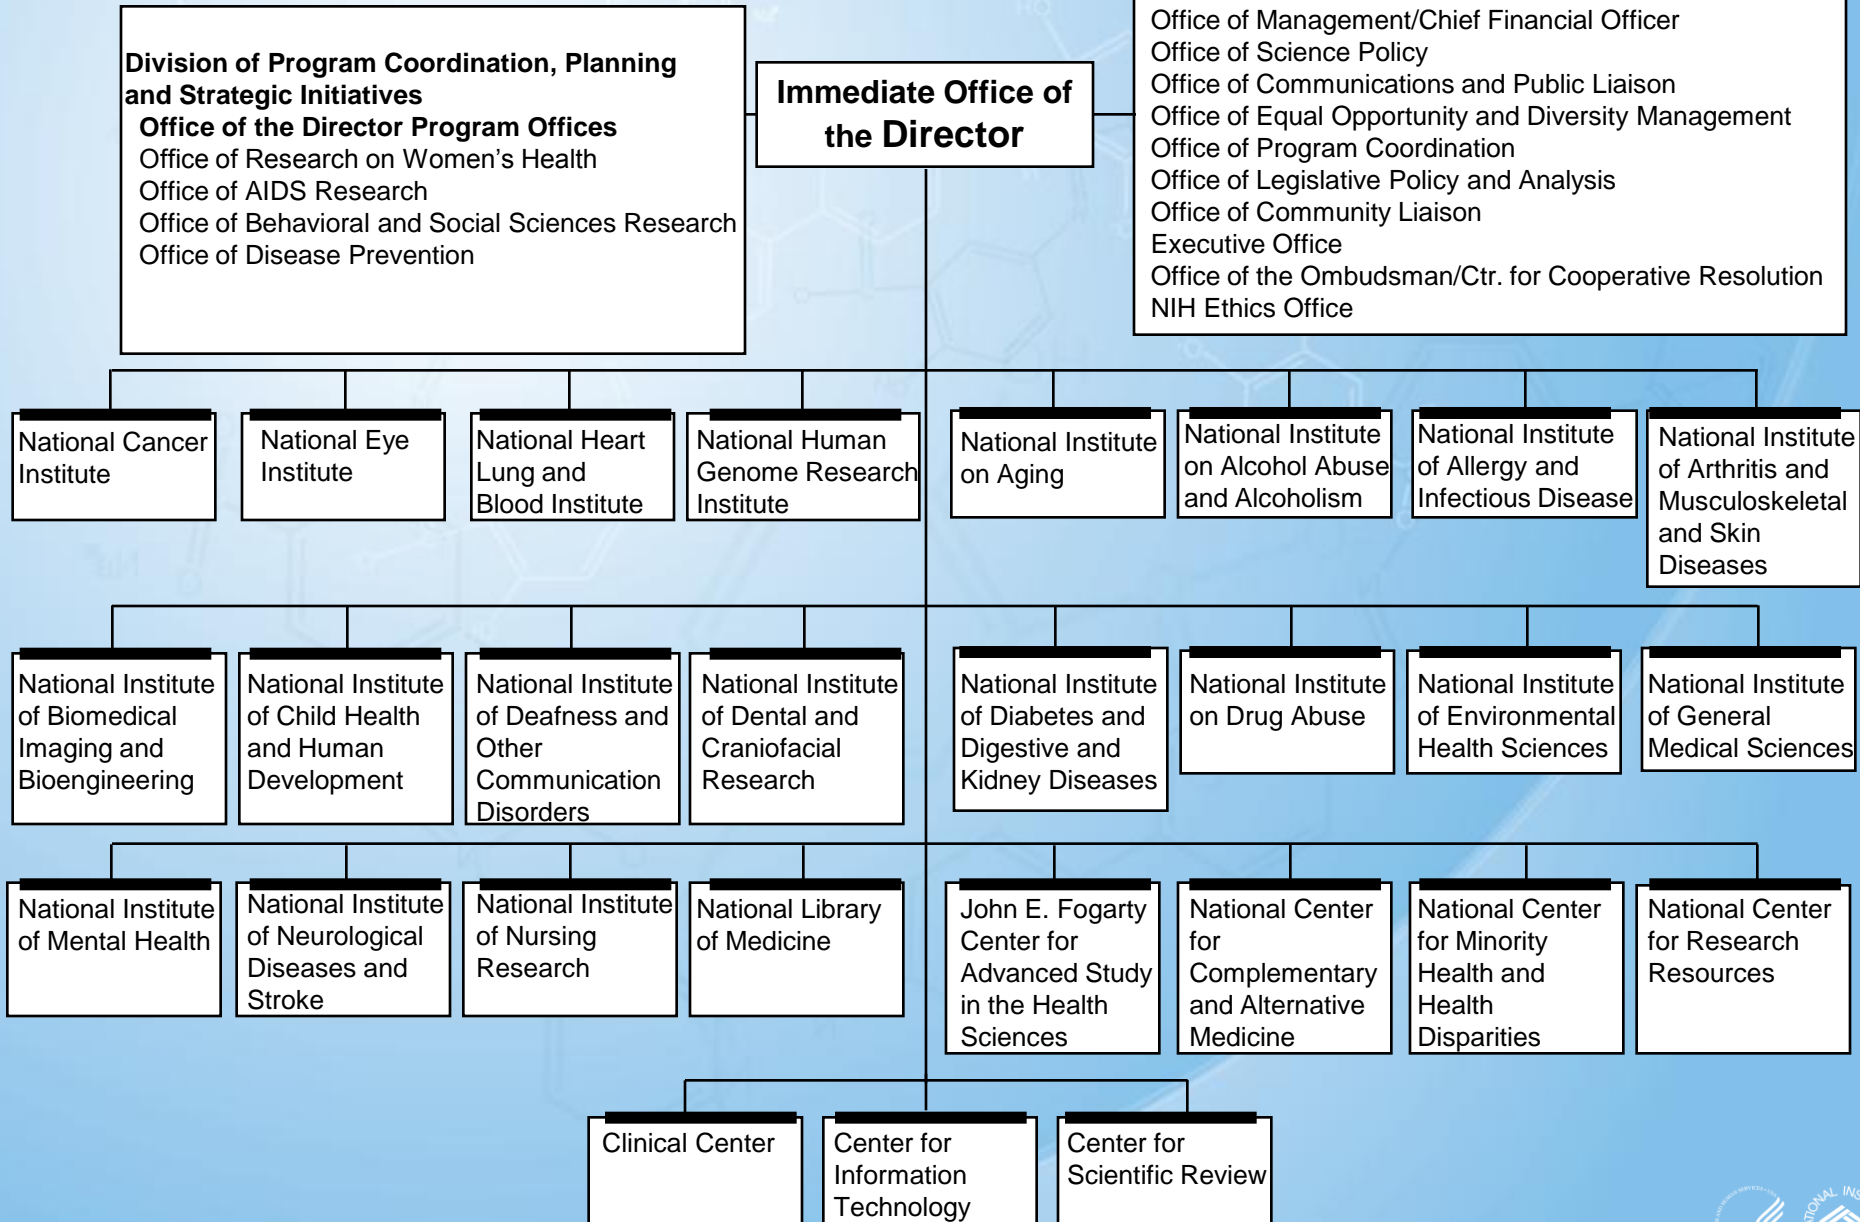 Division of Program Coordination, Planning
and Strategic Initiatives
Office of the Director Program Offices
Office of Research on Women's Health
Office of AIDS Research
Office of Behavioral and Social Sciences Research
Office of Disease Prevention
Immediate Office of
the Director
Office of Management/Chief Financial Officer
Office of Science Policy
Office of Communications and Public Liaison
Office of Equal Opportunity and Diversity Management
Office of Program Coordination
Office of Legislative Policy and Analysis
Office of Community Liaison
Executive Office
Office of the Ombudsman/Ctr. for Cooperative Resolution
NIH Ethics Office
National Cancer
Institute
National Eye
Institute
National Heart
Lung and
Blood Institute
National Human
Genome Research
Institute
National Institute
on Aging
National Institute
on Alcohol Abuse
and Alcoholism
National Institute
of Allergy and
Infectious Disease
National Institute
of Arthritis and
Musculoskeletal
and Skin
Diseases
National Institute
of Biomedical
Imaging and
Bioengineering
National Institute
of Child Health
and Human
Development
National Institute
of Deafness and
Other
Communication
Disorders
National Institute
of Dental and
Craniofacial
Research
National Institute
of Diabetes and
Digestive and
Kidney Diseases
National Institute
on Drug Abuse
National Institute
of Environmental
Health Sciences
National Institute
of General
Medical Sciences
National Institute
of Mental Health
National Institute
of Neurological
Diseases and
Stroke
National Institute
of Nursing
Research
National Library
of Medicine
John E. Fogarty
Center for
Advanced Study
in the Health
Sciences
National Center
for
Complementary
and Alternative
Medicine
National Center
for Minority
Health and
Health
Disparities
National Center
for Research
Resources
Clinical Center
Center for
Information
Technology
Center for
Scientific Review